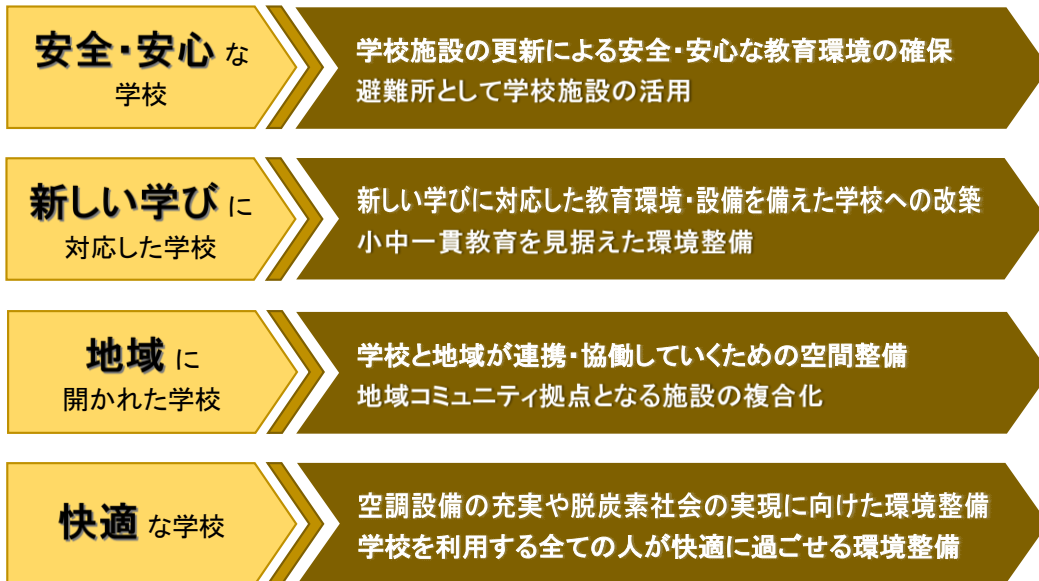 安全・安心な
学校
学校施設の更新による安全・安心な教育環境の確保
避難所として学校施設の活用
新しい学びに
対応した学校
新しい学びに対応した教育環境・設備を備えた学校への改築
小中一貫教育を見据えた環境整備
地域に
開かれた学校
学校と地域が連携・協働していくための空間整備
地域コミュニティ拠点となる施設の複合化
快適な学校
空調設備の充実や脱炭素社会の実現に向けた環境整備
学校を利用する全ての人が快適に過ごせる環境整備